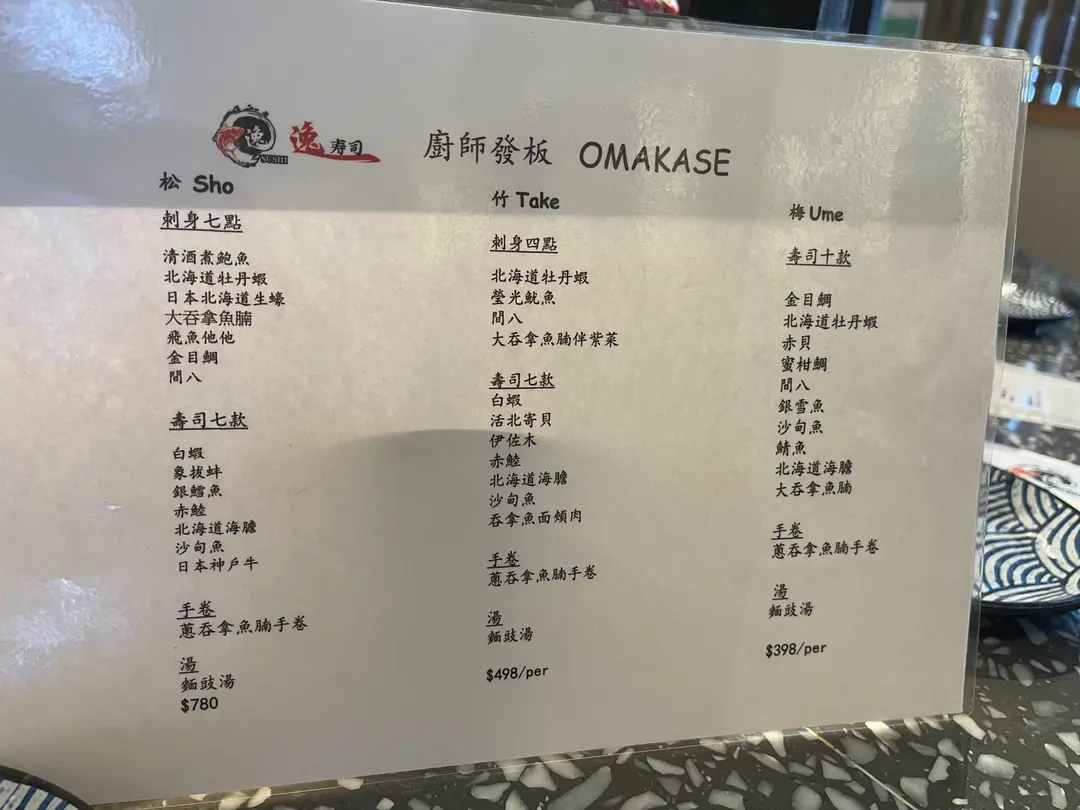 逸
SUSHI
逸寿司
廚師發板 OMAKASE
松 Sho
刺身七點
清酒煮鮑魚
北海道牡丹蝦
日本北海道生蠔
大吞拿魚腩
飛魚他他
金目鯛
間八
壽司七款
白蝦
象拔蚌
銀鱈魚
赤鯥
北海道海膽
沙甸魚
日本神戶牛
手卷
蔥吞拿魚腩手卷
湯
麵豉湯
$780
竹 Take
刺身四點
北海道牡丹蝦
瑩光魷魚
間八
大吞拿魚腩伴紫菜
壽司七款
白蝦
活北寄貝
伊佐木
赤鯥
北海道海膽
沙甸魚
吞拿魚面頰肉
手卷
蔥吞拿魚腩手卷
湯
麵豉湯
$498/per
梅 Ume
壽司十款
金目鯛
北海道牡丹蝦
赤貝
蜜柑鯛
間八
銀雪魚
沙甸魚
鯖魚
北海道海膽
大吞拿魚腩
手卷
蔥吞拿魚腩手卷
湯
麵豉湯
$398/per